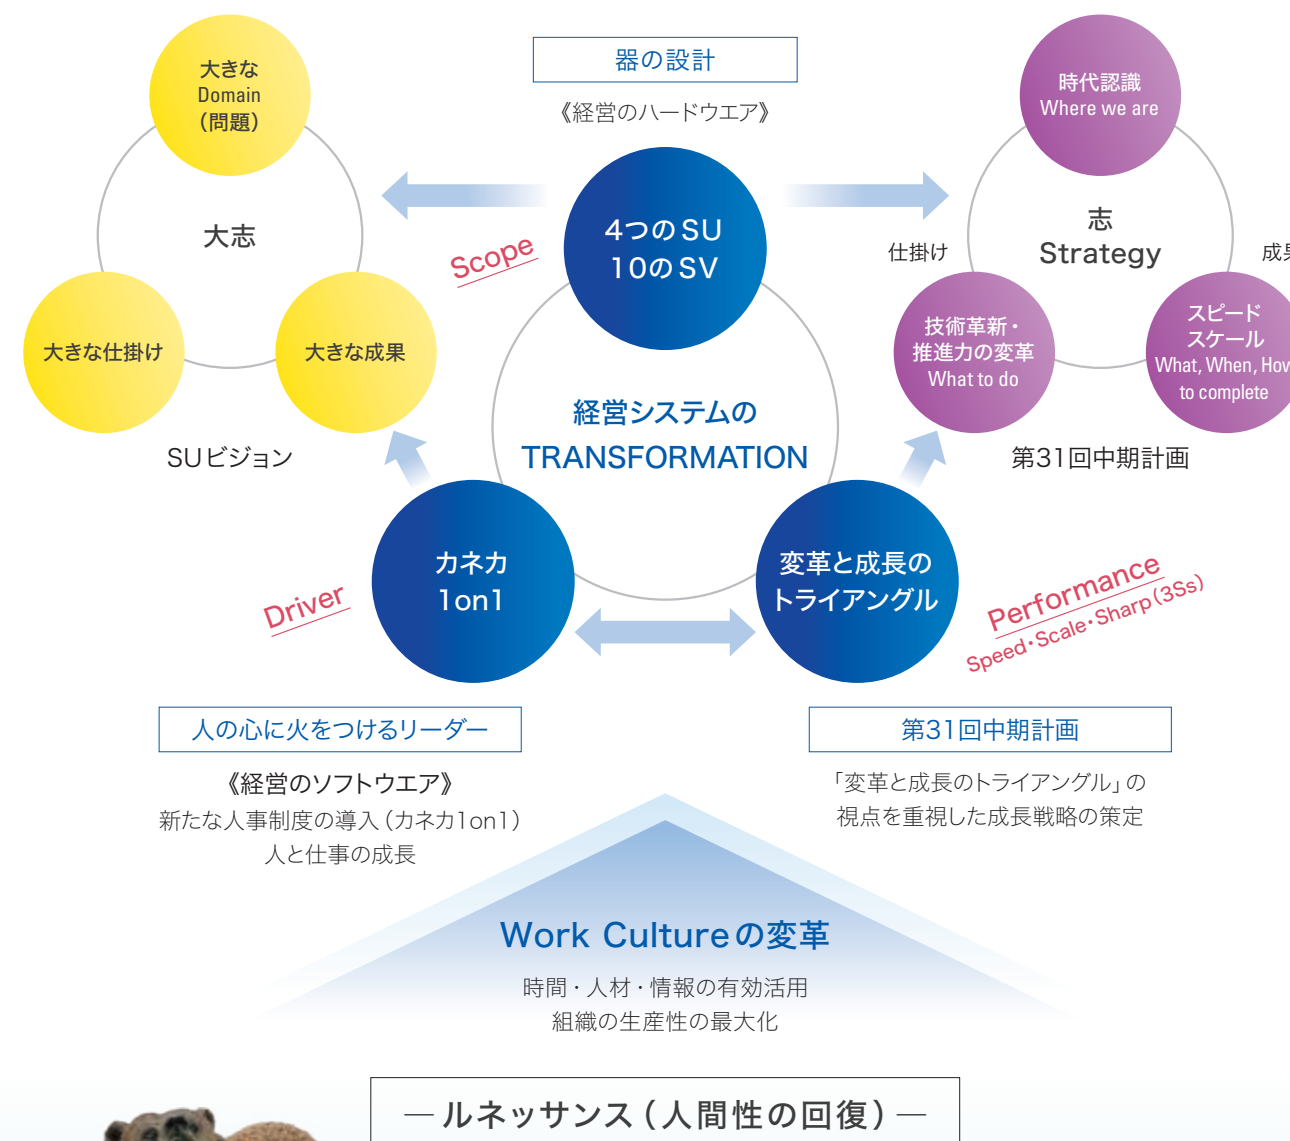 器の設計
《経営のハードウエア》
大きな
Domain
（問題）
大志
大きな仕掛け
大きな成果
SUビジョン
Scope
4つのSU
10のSV
時代認識
Where we are
志
Strategy
仕掛け
技術革新・
推進力の変革
What to do
スピード
スケール
What, When, How
to complete
第31回中期計画
経営システムの
TRANSFORMATION
Driver
カネカ
1on1
変革と成長の
トライアングル
Performance
Speed・Scale・Sharp（3Ss）
人の心に火をつけるリーダー
《経営のソフトウエア》
新たな人事制度の導入（カネカ1on1）
人と仕事の成長
第31回中期計画
「変革と成長のトライアングル」の
視点を重視した成長戦略の策定
Work Cultureの変革
時間・人材・情報の有効活用
組織の生産性の最大化
― ルネッサンス（人間性の回復）―